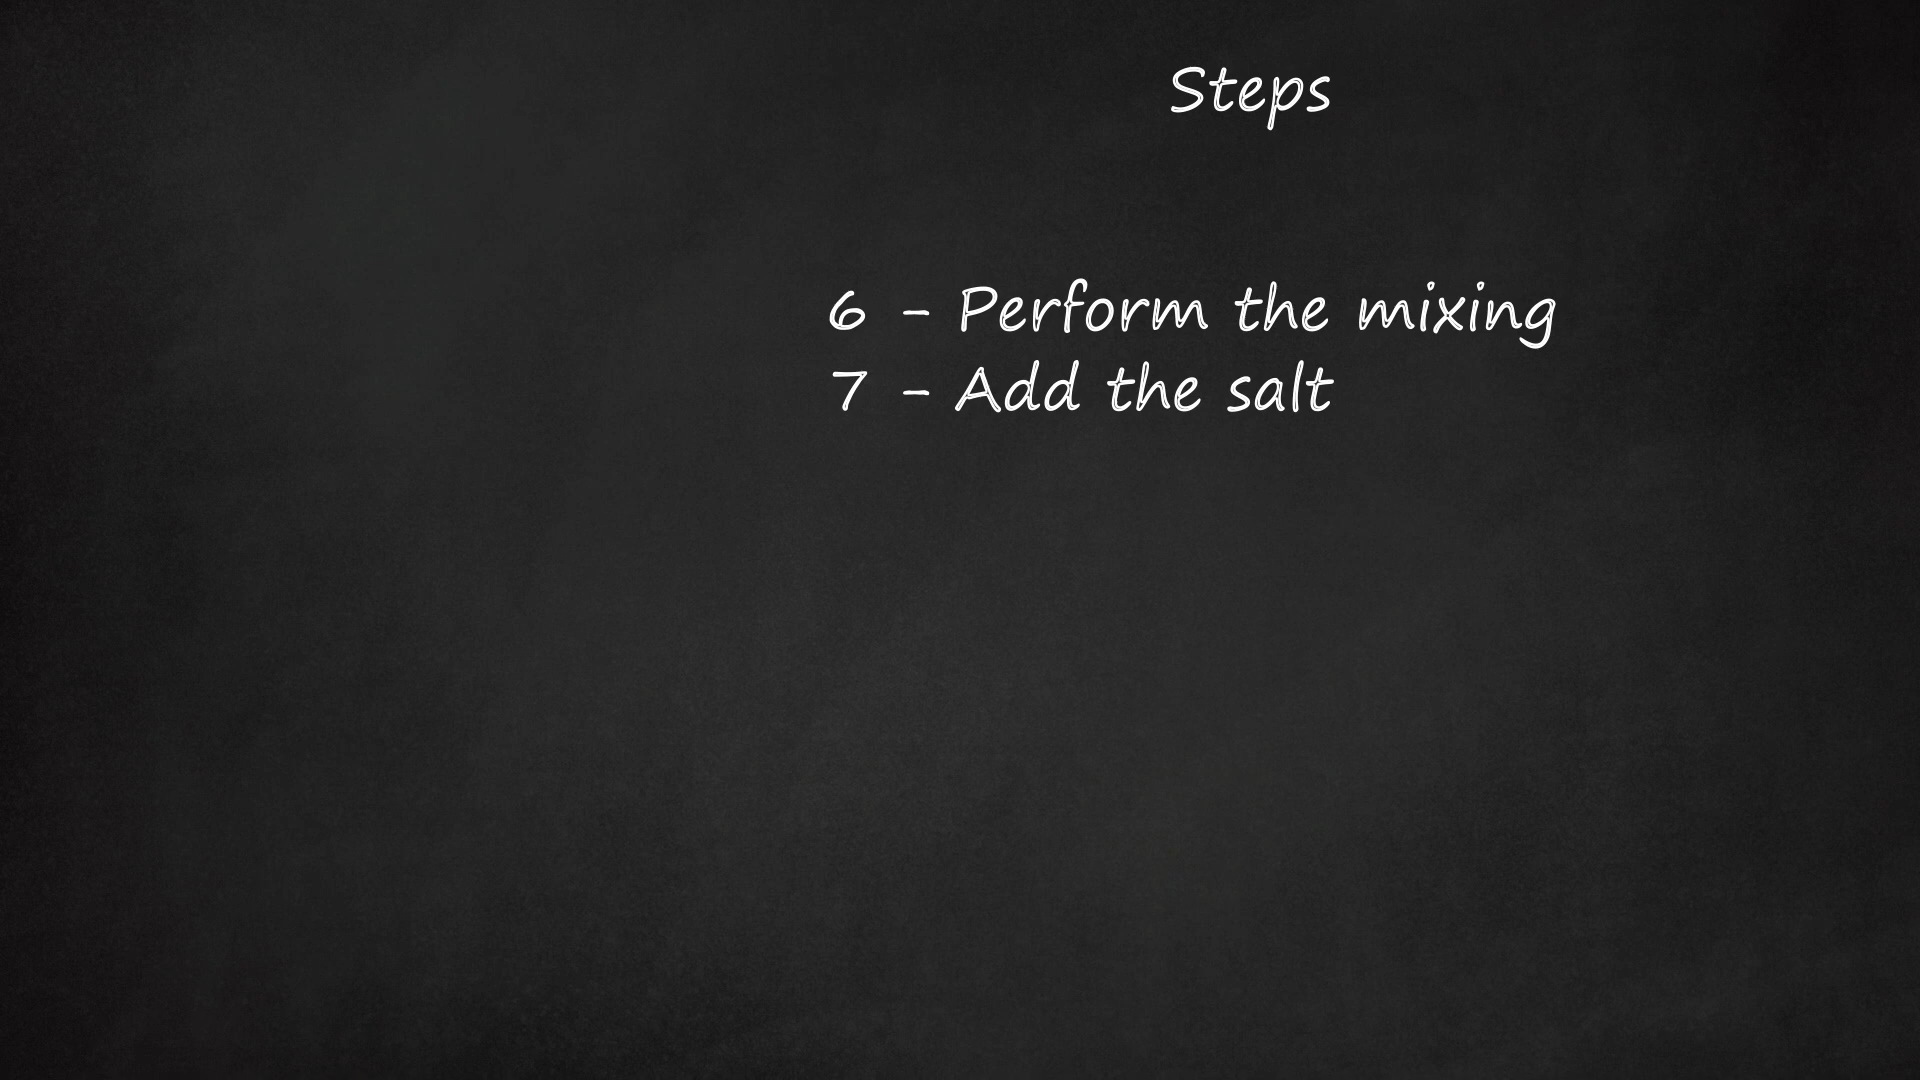 Steps
6 - Perform the mixing
7 - Add the salt